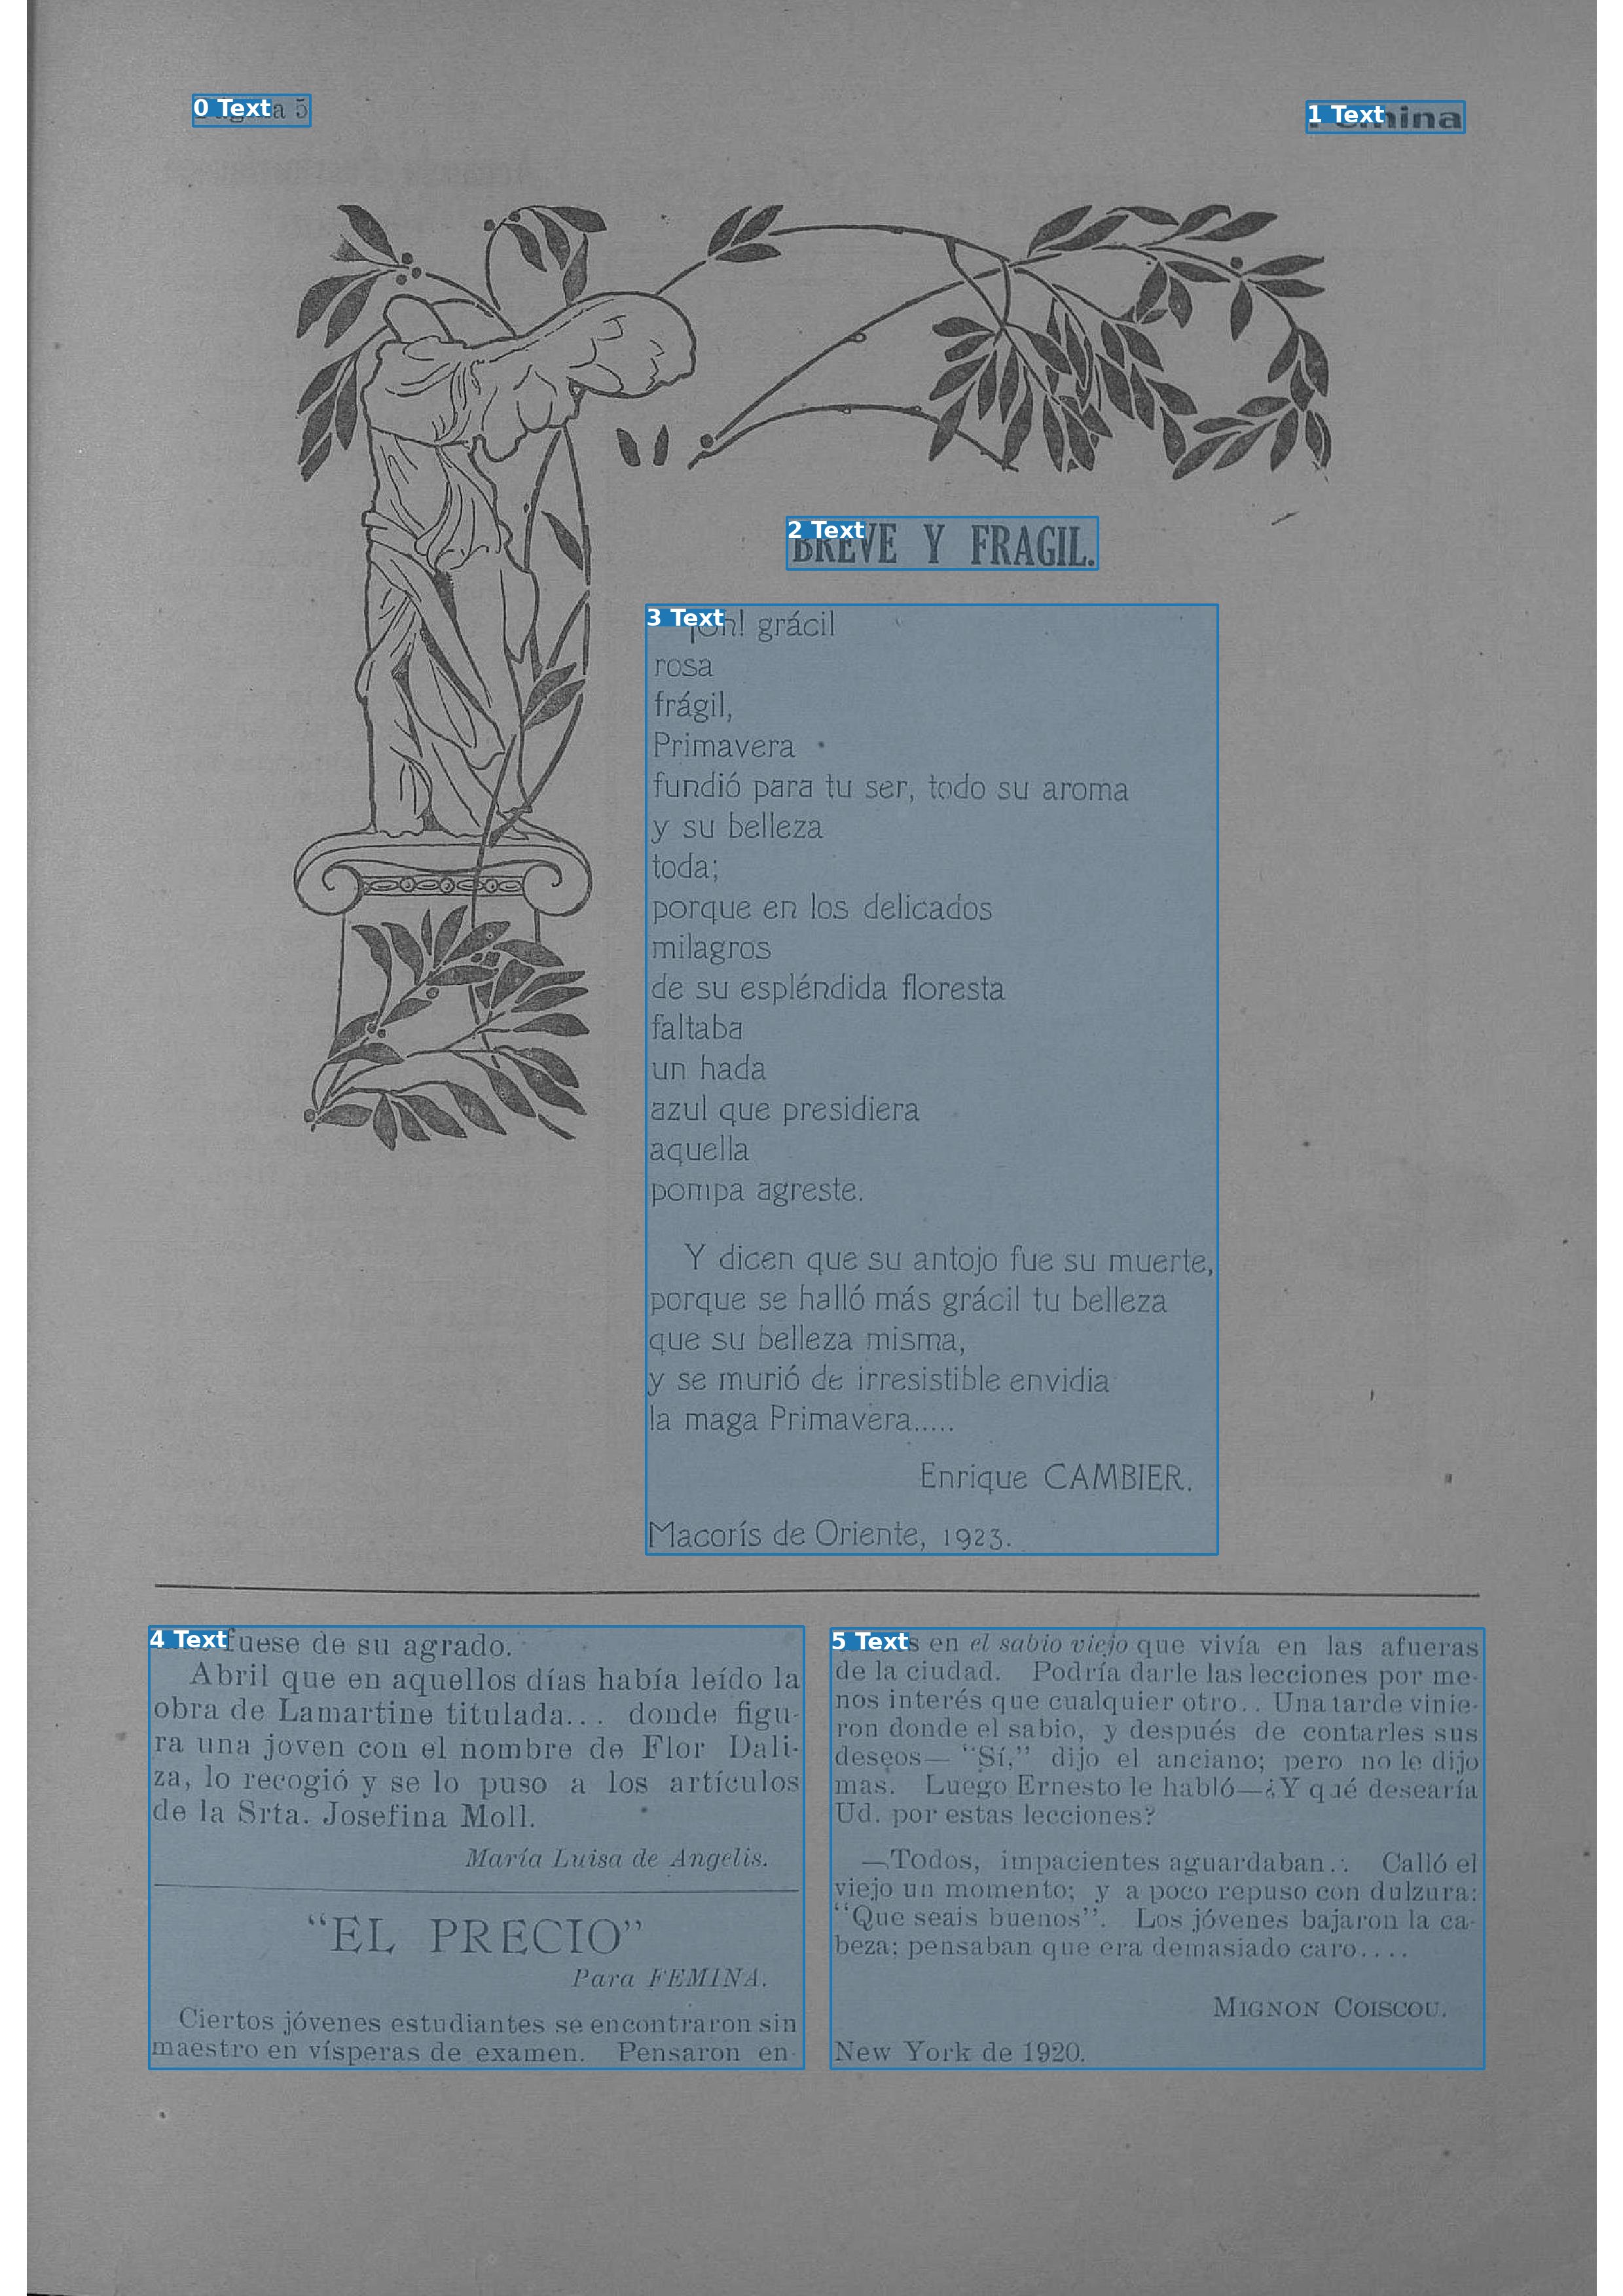 a 5
Femina
BREVE Y FRAGIL.
¡Oh! grácil
rosa
frágil,
Primavera
fundió para tu ser, todo su aroma
y su belleza
toda;
porque en los delicados
milagros
de su espléndida floresta
faltaba
un hada
azul que presidiera
aquella
pompa agreste.
Y dicen que su antojo fue su muerte,
porque se halló más grácil tu belleza
que su belleza misma,
y se murió de irresistible envidia
la maga Primavera.....
Enrique CAMBIER.
Macorís de Oriente, 1923.
fuese de su agrado.
Abril que en aquellos días había leído la
obra de Lamartine titulada... donde figu-
ra una joven con el nombre de Flor Dali-
za, lo recogió y se lo puso a los artículos
de la Srta. Josefina Moll.
María Luisa de Angelis.
“EL PRECIO”
Para FEMINA.
Ciertos jóvenes estudiantes se encontraron sin
maestro en vísperas de examen. Pensaron en-
en el sabio viejo que vivía en las afueras
de la ciudad. Podría darle las lecciones por me-
nos interés que cualquier otro.. Una tarde vinie-
ron donde el sabio, y después de contarles sus
deseos— “Sí,” dijo el anciano; pero no le dijo
mas. Luego Ernesto le habló—¿Y qué desearía
Ud. por estas lecciones?
—Todos, impacientes aguardaban.. Calló el
viejo un momento; y a poco repuso con dulzura:
“Que seais buenos”. Los jóvenes bajaron la ca-
beza; pensaban que era demasiado caro....
MIGNON COISCOU.
New York de 1920.